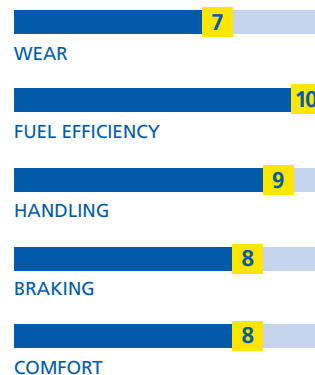 7
WEAR
10
FUEL EFFICIENCY
9
HANDLING
8
BRAKING
8
COMFORT